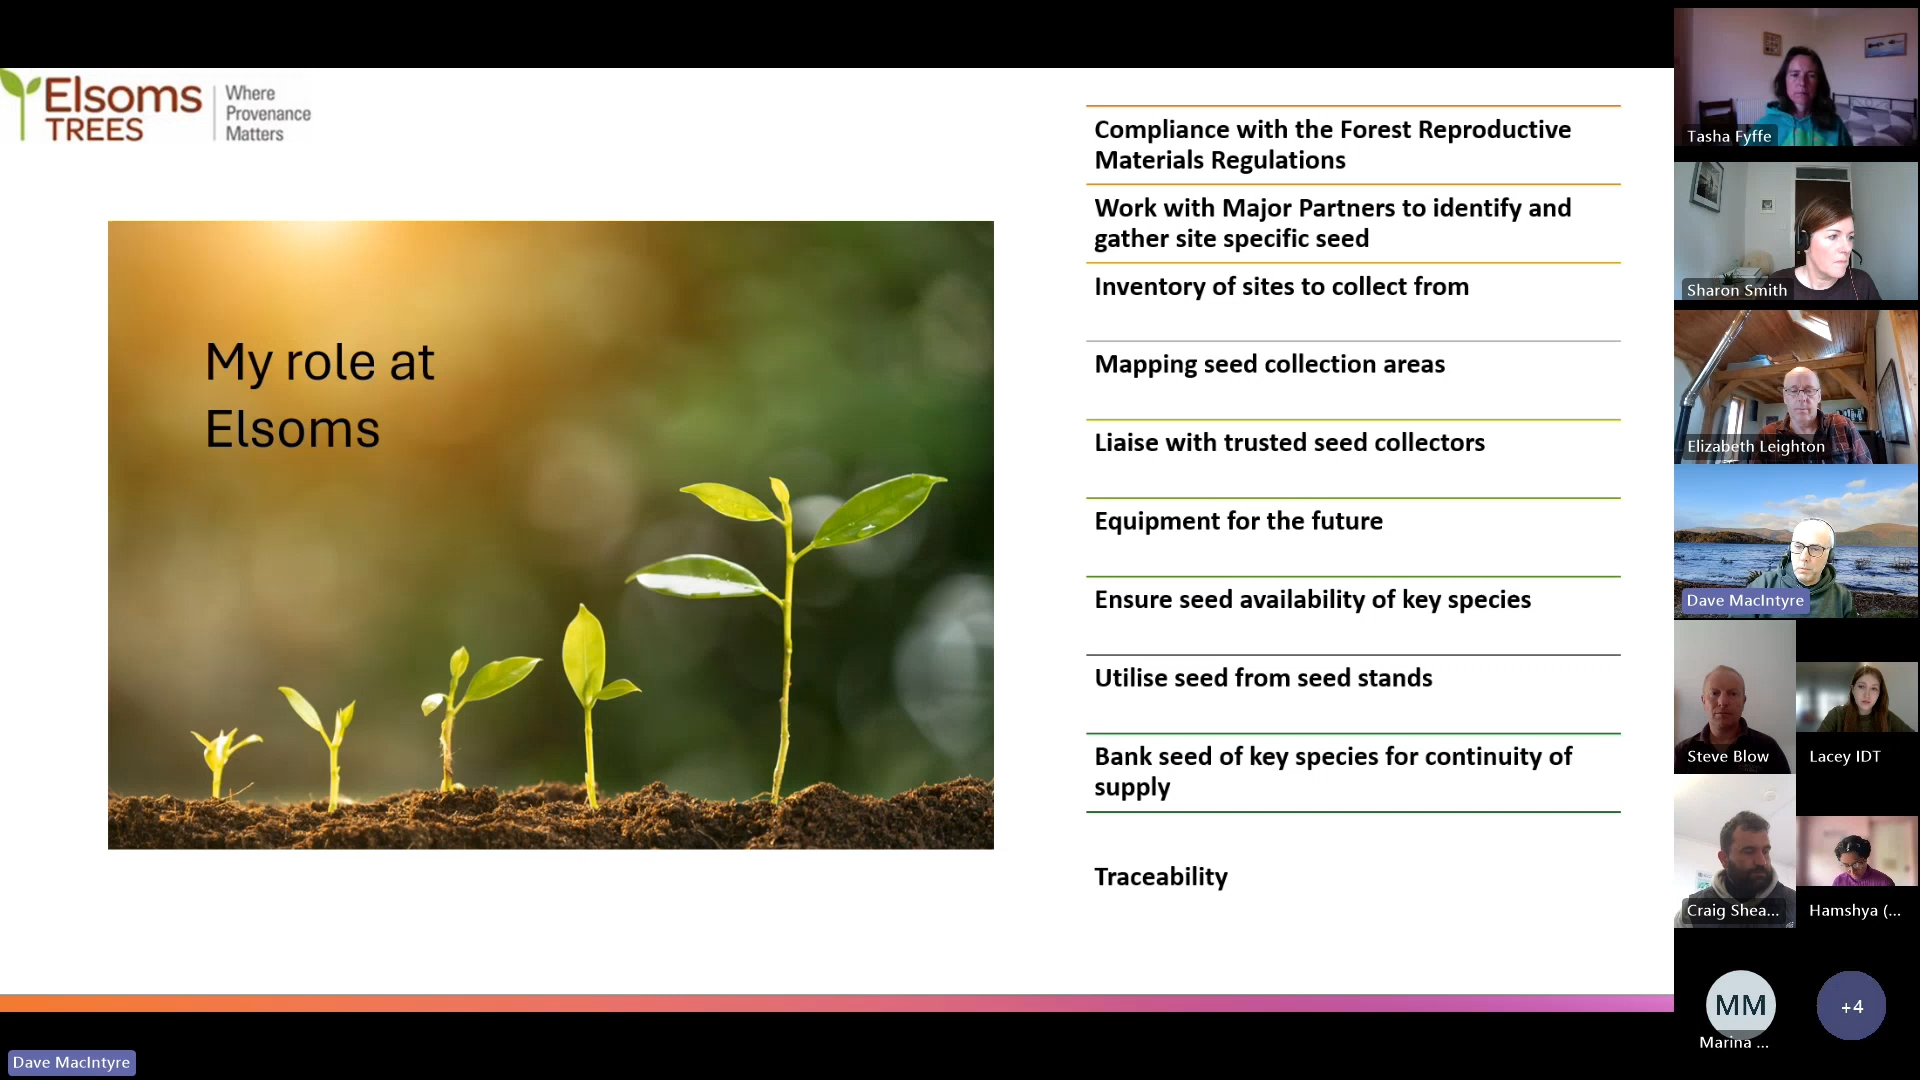 Elsoms
TREES
Where
Provenance
Matters
My role at
Elsoms
Compliance with the Forest Reproductive
Materials Regulations
Work with Major Partners to identify and
gather site specific seed
Inventory of sites to collect from
Mapping seed collection areas
Liaise with trusted seed collectors
Equipment for the future
Ensure seed availability of key species
Utilise seed from seed stands
Bank seed of key species for continuity of
supply
Traceability
Tasha Fyffe
Sharon Smith
Elizabeth Leighton
Dave MacIntyre
Steve Blow
Lacey IDT
Craig Shea...
Hamshya (...
MM
+4
Marina ...
Dave MacIntyre